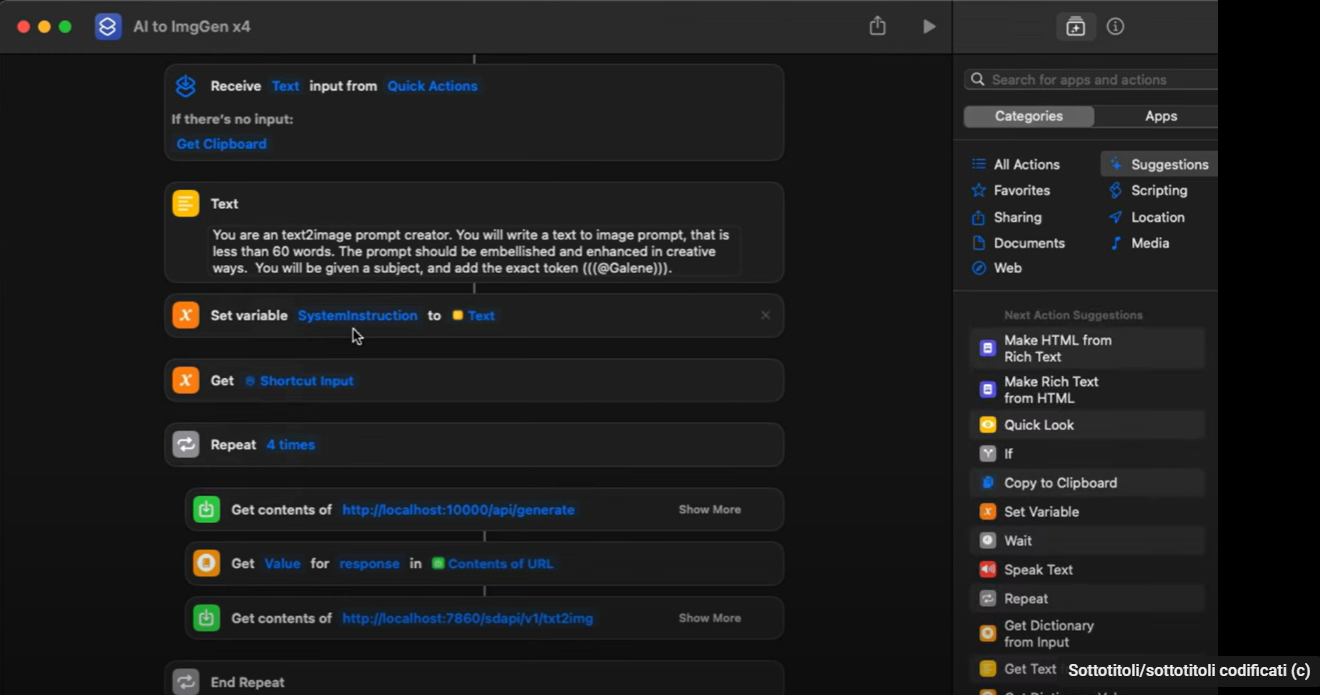 AI to ImgGen x4
Receive Text input from Quick Actions
If there's no input:
Get Clipboard
Text
You are an text2image prompt creator. You will write a text to image prompt, that is
less than 60 words. The prompt should be embellished and enhanced in creative
ways. You will be given a subject, and add the exact token (((@Galene))).
Set variable SystemInstruction to Text
Get Shortcut Input
Repeat 4 times
Get contents of http://localhost:10000/api/generate Show More
Get Value for response in Contents of URL
Get contents of http://localhost:7860/sdapi/v1/txt2img Show More
End Repeat
Search for apps and actions
Categories Apps
All Actions Suggestions
Favorites Scripting
Sharing Location
Documents Media
Web
Next Action Suggestions
Make HTML from
Rich Text
Make Rich Text
from HTML
Quick Look
If
Copy to Clipboard
Set Variable
Wait
Speak Text
Repeat
Get Dictionary
from Input
Get Text
Sottotitoli/sottotitoli codificati (c)